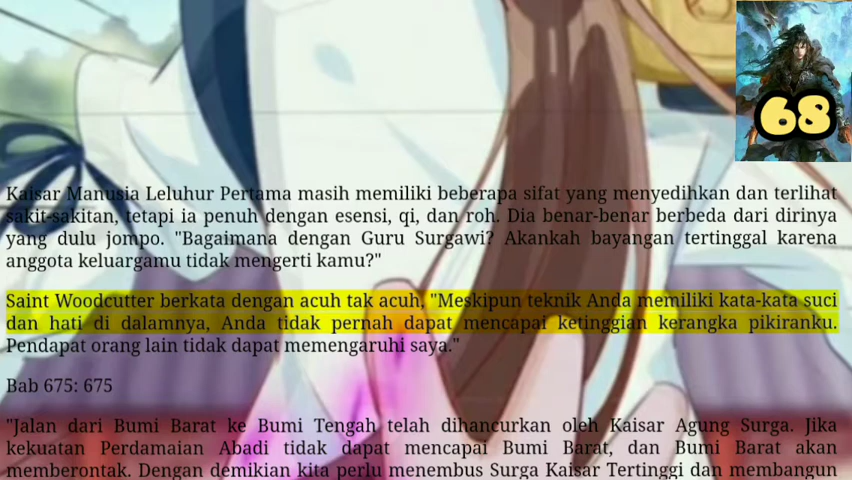 68
Kaisar Manusia Leluhur Pertama masih memiliki beberapa sifat yang menyedihkan dan terlihat
sakit-sakitan, tetapi ia penuh dengan esensi, qi, dan roh. Dia benar-benar berbeda dari dirinya
yang dulu jompo. "Bagaimana dengan Guru Surgawi? Akankah bayangan tertinggal karena
anggota keluargamu tidak mengerti kamu?"
Saint Woodcutter berkata dengan acuh tak acuh, "Meskipun teknik Anda memiliki kata-kata suci
dan hati di dalamnya, Anda tidak pernah dapat mencapai ketinggian kerangka pikiranku.
Pendapat orang lain tidak dapat memengaruhi saya."
Bab 675: 675
"Jalan dari Bumi Barat ke Bumi Tengah telah dihancurkan oleh Kaisar Agung Surga. Jika
kekuatan Perdamaian Abadi tidak dapat mencapai Bumi Barat, dan Bumi Barat akan
memberontak. Dengan demikian kita perlu menembus Surga Kaisar Tertinggi dan membangun